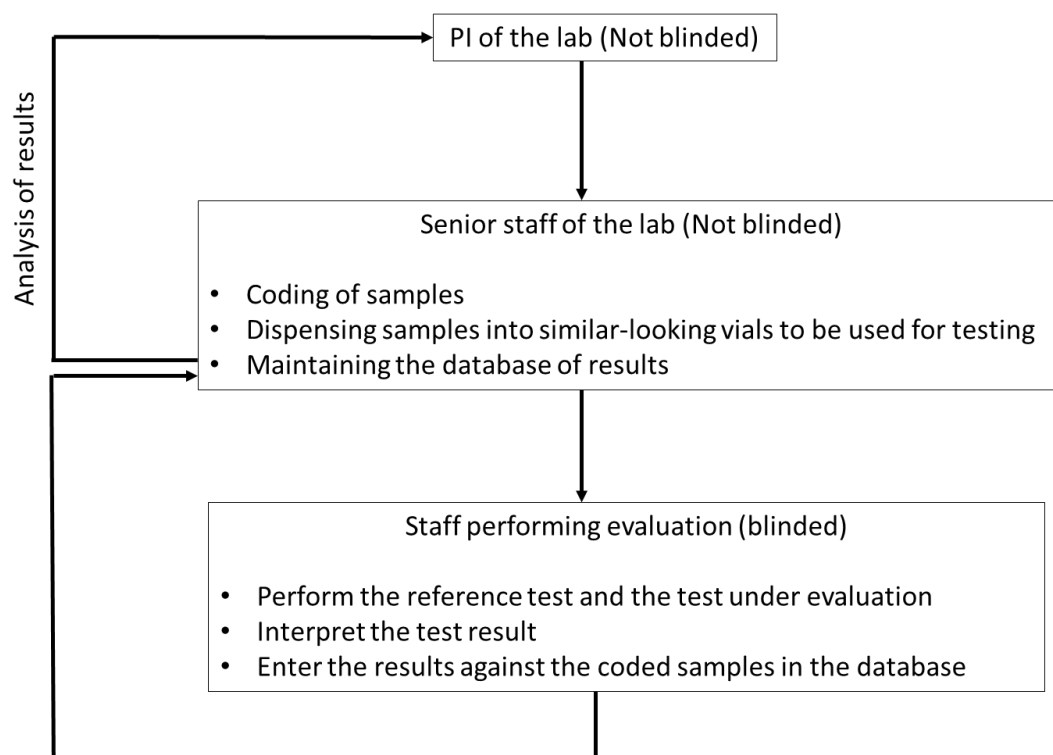 PI of the lab (Not blinded)
Analysis of results
Senior staff of the lab (Not blinded)
• Coding of samples
• Dispensing samples into similar-looking vials to be used for testing
• Maintaining the database of results
Staff performing evaluation (blinded)
• Perform the reference test and the test under evaluation
• Interpret the test result
• Enter the results against the coded samples in the database